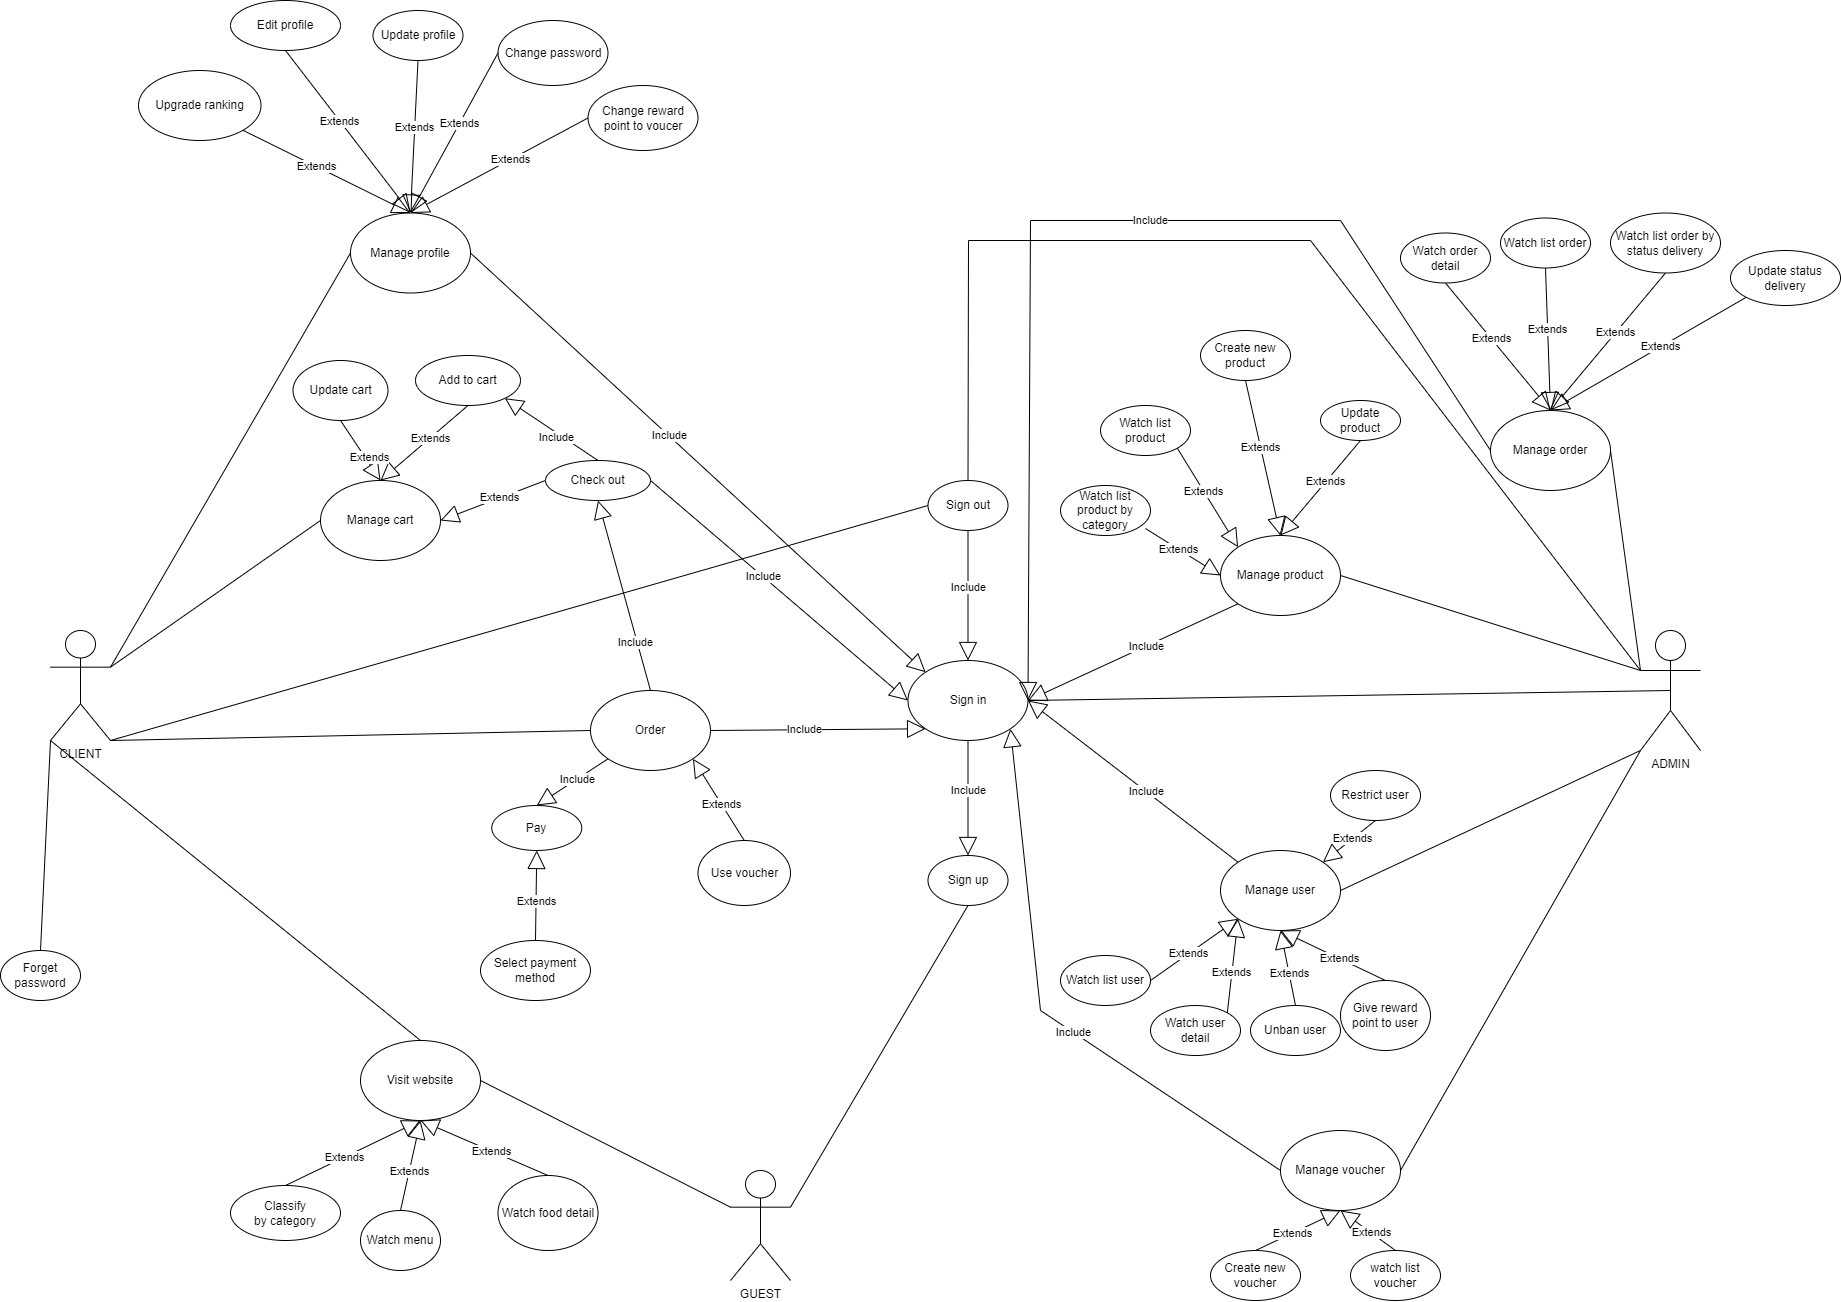 Edit profile
Update profile
Change password
Upgrade ranking
Change reward
point to voucer
Extends
Extends
Extends
Extends
Extends
Manage profile
Include
Watch order
detail
Watch list order
Watch list order by
status delivery
Update status
delivery
Extends
Extends
Extends
Extends
Manage order
Include
Update cart
Add to cart
Extends
Extends
Include
Check out
Extends
Manage cart
Include
Include
Sign out
Include
Create new
product
Watch list
product
Update
product
Watch list
product by
category
Extends
Extends
Extends
Extends
Manage product
Include
Include
Order
Include
Sign in
CLIENT
ADMIN
Include
Pay
Extends
Use voucher
Extends
Select payment
method
Include
Sign up
Include
Restrict user
Extends
Manage user
Extends
Extends
Extends
Extends
Watch list user
Watch user
detail
Unban user
Give reward
point to user
Forget
password
Include
Visit website
Extends
Extends
Extends
Classify
by category
Watch menu
Watch food detail
GUEST
Manage voucher
Extends
Extends
Create new
voucher
watch list
voucher